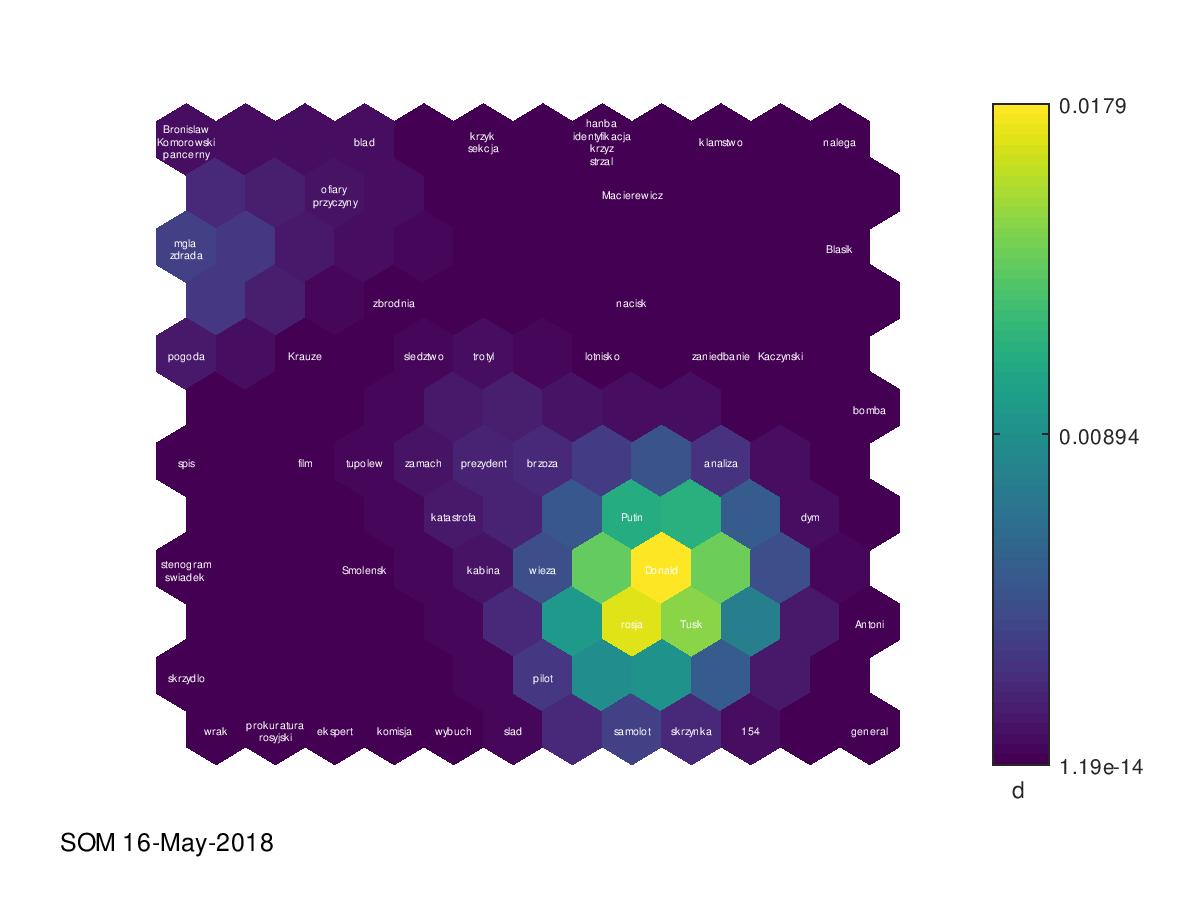 0.0179
Bronislaw
Komorowski
pancerny
blad
krzyk
sekcja
hanba
identyfikacja
krzyz
strzal
klamstwo
nalega
ofiary
przyczyny
Macierewicz
mgla
zdrada
Blasik
zbrodnia
nacisk
pogoda
Krauze
sledztwo
trotyl
lotnisko
zaniedbanie
Kaczynski
bomba
0.00894
spis
film
tupolew
zamach
prezydent
brzoza
analiza
katastrofa
Putin
dym
stenogram
swiadek
Smolensk
kabina
wieza
Donald
rosja
Tusk
Antoni
skrzydlo
pilot
wrak
prokuratura
rosyjski
ekspert
komisja
wybuch
slad
samolot
skrzynka
154
general
1.19e-14
d
SOM 16-May-2018